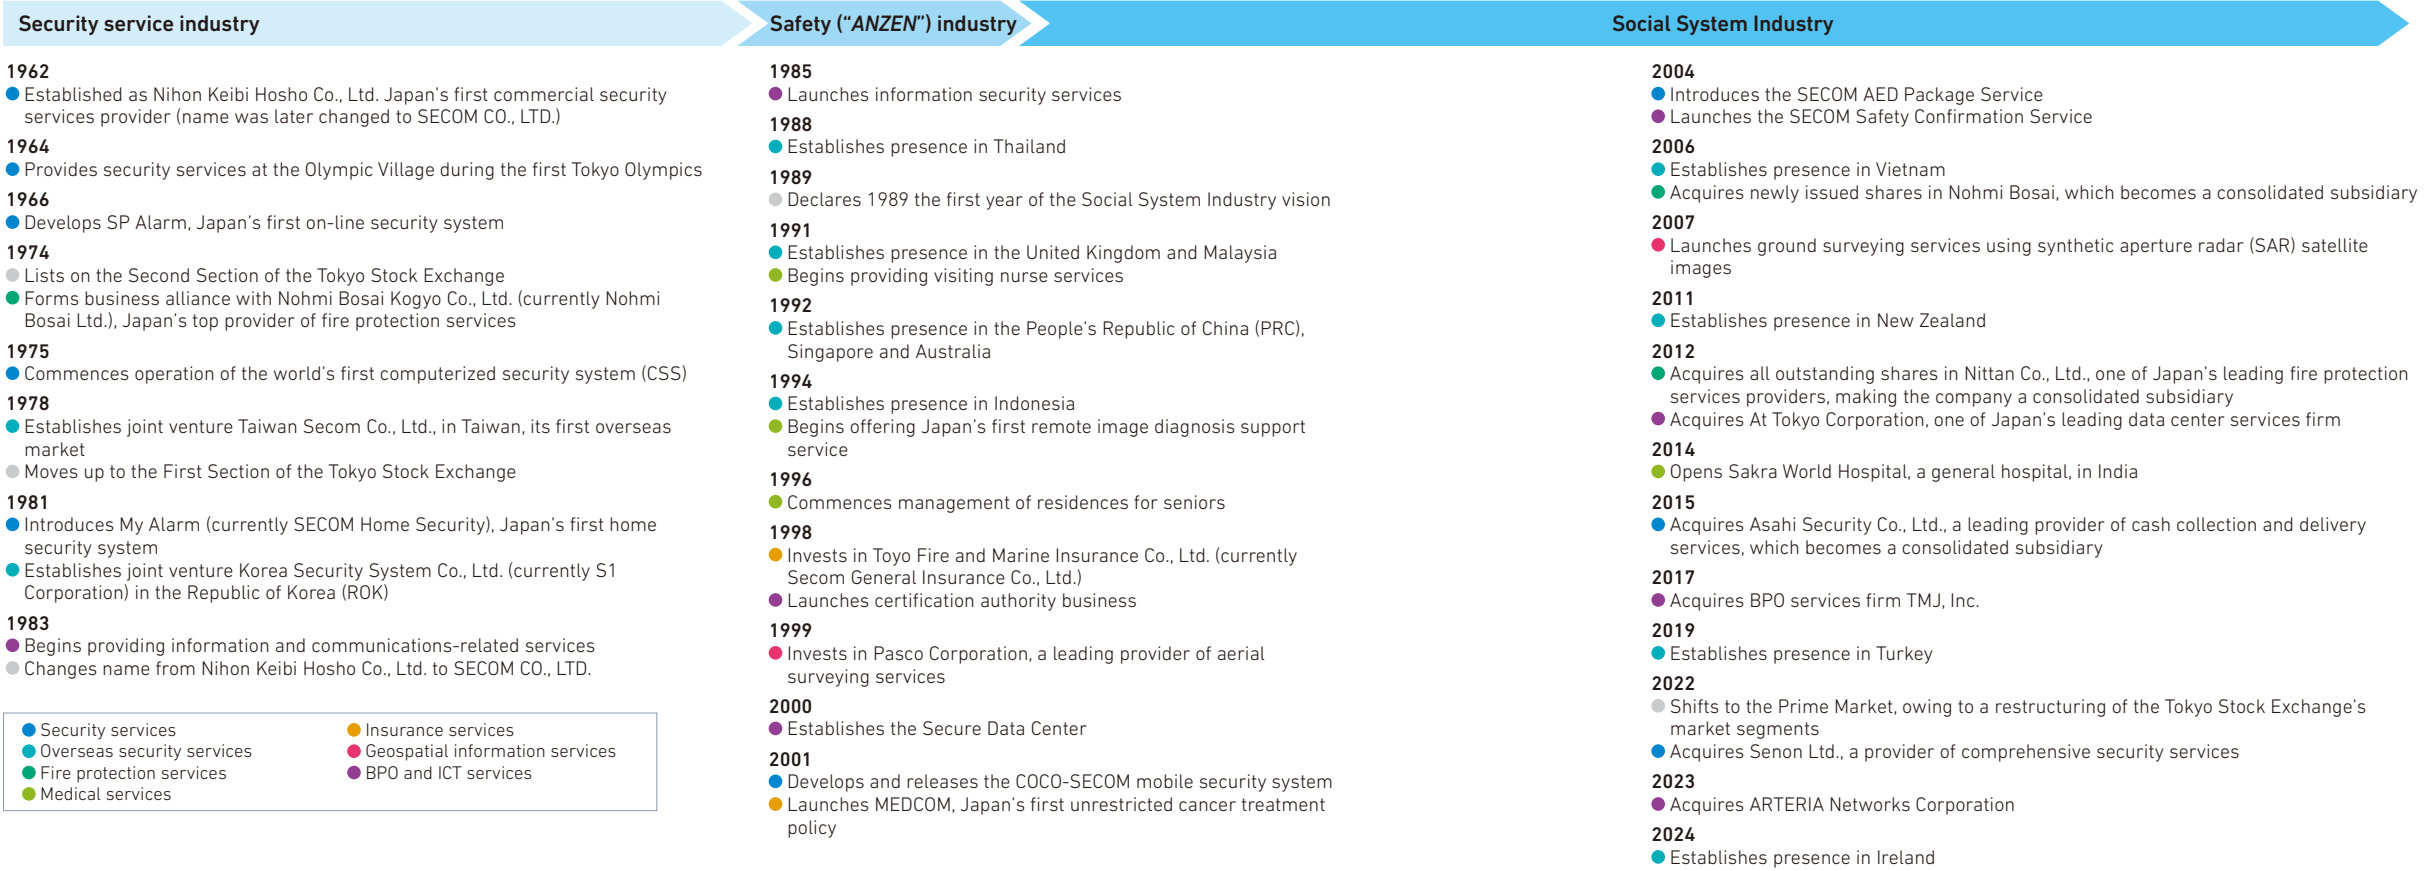 Security service industry
Safety (“ANZEN”) industry
Social System Industry
1962
Established as Nihon Keibi Hosho Co., Ltd. Japan’s first commercial security
services provider (name was later changed to SECOM CO., LTD.)
1964
Provides security services at the Olympic Village during the first Tokyo Olympics
1966
Develops SP Alarm, Japan’s first on-line security system
1974
Lists on the Second Section of the Tokyo Stock Exchange
Forms business alliance with Nohmi Bosai Kogyo Co., Ltd. (currently Nohmi
Bosai Ltd.), Japan’s top provider of fire protection services
1975
Commences operation of the world’s first computerized security system (CSS)
1978
Establishes joint venture Taiwan Secom Co., Ltd., in Taiwan, its first overseas
market
Moves up to the First Section of the Tokyo Stock Exchange
1981
Introduces My Alarm (currently SECOM Home Security), Japan’s first home
security system
Establishes joint venture Korea Security System Co., Ltd. (currently S1
Corporation) in the Republic of Korea (ROK)
1983
Begins providing information and communications-related services
Changes name from Nihon Keibi Hosho Co., Ltd. to SECOM CO., LTD.
Security services
Overseas security services
Fire protection services
Medical services
Insurance services
Geospatial information services
BPO and ICT services
1985
Launches information security services
1988
Establishes presence in Thailand
1989
Declares 1989 the first year of the Social System Industry vision
1991
Establishes presence in the United Kingdom and Malaysia
Begins providing visiting nurse services
1992
Establishes presence in the People’s Republic of China (PRC),
Singapore and Australia
1994
Establishes presence in Indonesia
Begins offering Japan’s first remote image diagnosis support
service
1996
Commences management of residences for seniors
1998
Invests in Toyo Fire and Marine Insurance Co., Ltd. (currently
Secom General Insurance Co., Ltd.)
Launches certification authority business
1999
Invests in Pasco Corporation, a leading provider of aerial
surveying services
2000
Establishes the Secure Data Center
2001
Develops and releases the COCO-SECOM mobile security system
Launches MEDCOM, Japan’s first unrestricted cancer treatment
policy
2004
Introduces the SECOM AED Package Service
Launches the SECOM Safety Confirmation Service
2006
Establishes presence in Vietnam
Acquires newly issued shares in Nohmi Bosai, which becomes a consolidated subsidiary
2007
Launches ground surveying services using synthetic aperture radar (SAR) satellite
images
2011
Establishes presence in New Zealand
2012
Acquires all outstanding shares in Nittan Co., Ltd., one of Japan’s leading fire protection
services providers, making the company a consolidated subsidiary
Acquires At Tokyo Corporation, one of Japan’s leading data center services firm
2014
Opens Sakra World Hospital, a general hospital, in India
2015
Acquires Asahi Security Co., Ltd., a leading provider of cash collection and delivery
services, which becomes a consolidated subsidiary
2017
Acquires BPO services firm TMJ, Inc.
2019
Establishes presence in Turkey
2022
Shifts to the Prime Market, owing to a restructuring of the Tokyo Stock Exchange’s
market segments
Acquires Senon Ltd., a provider of comprehensive security services
2023
Acquires ARTERIA Networks Corporation
2024
Establishes presence in Ireland